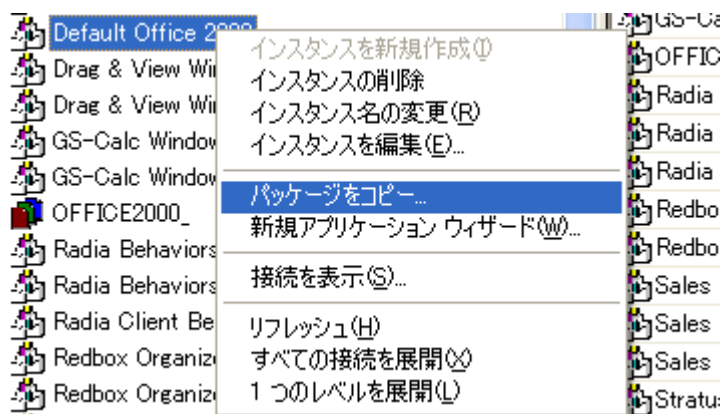 Default Office 2000
Drag & View Wi
Drag & View Wi
GS-Calc Window
GS-Calc Window
OFFICE2000_
Radia Behaviors
Radia Behaviors
Radia Client Be
Redbox Organiz
Redbox Organiz
インスタンスを新規作成(I)
インスタンスの削除
インスタンス名の変更(R)
インスタンスを編集(E)...
パッケージをコピー...
新規アプリケーション ウィザード(W)...
接続を表示(S)...
リフレッシュ(H)
すべての接続を展開(X)
1 つのレベルを展開(L)
GS-Ca
OFFIC
Radia
Radia
Radia
Redbo
Redbo
Sales
Sales
Sales
Stratu